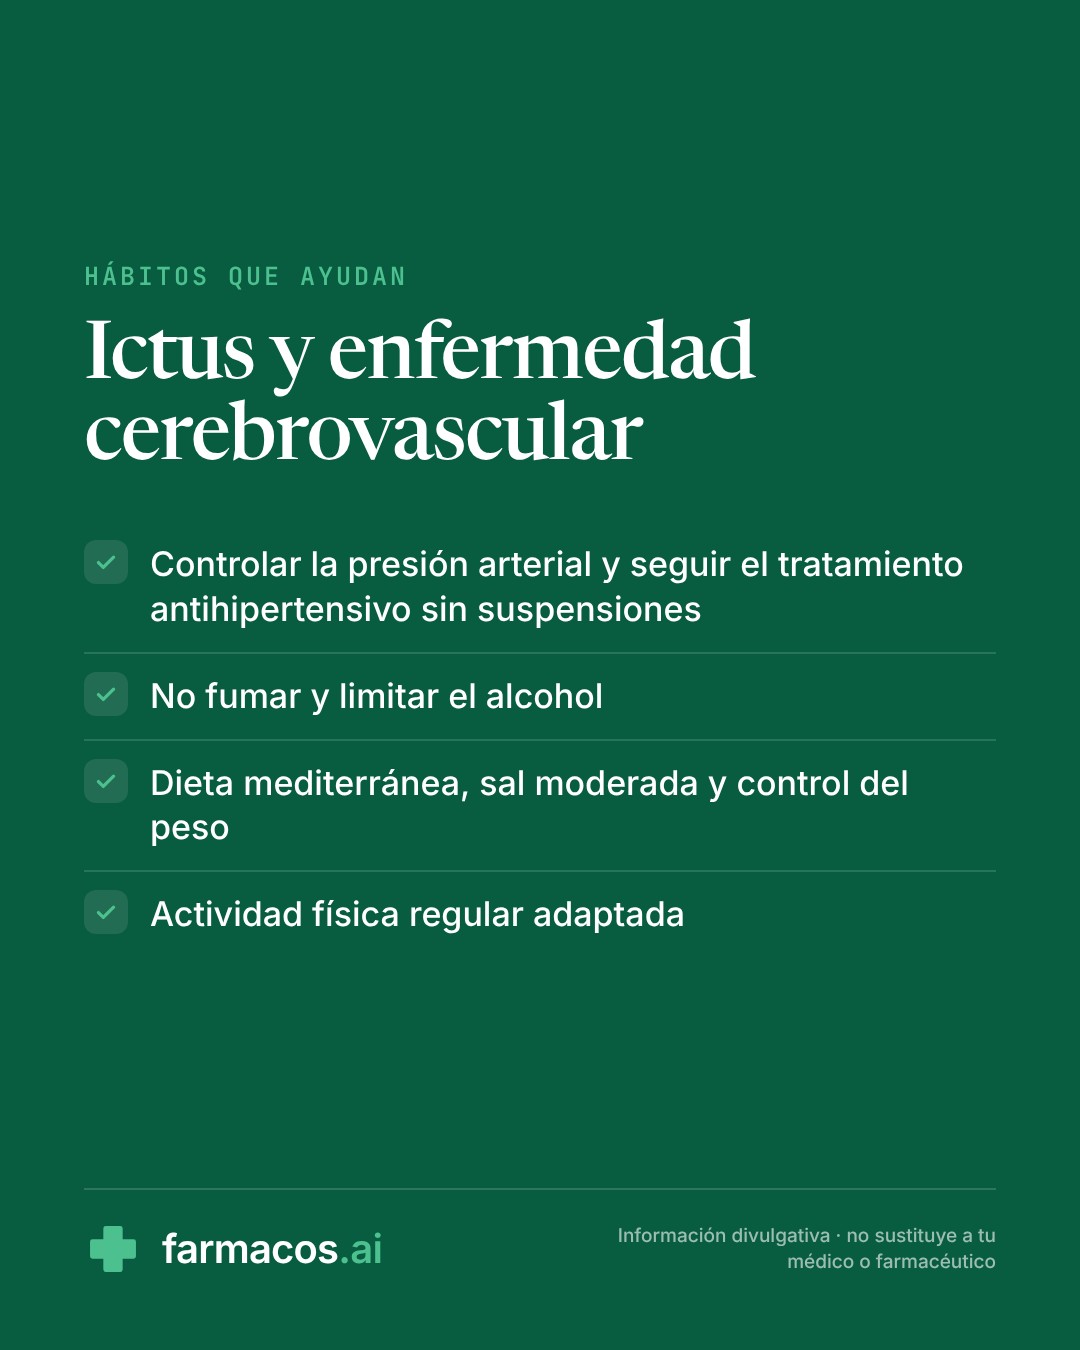 HÁBITOS QUE AYUDAN
Ictus y enfermedad
cerebrovascular
Controlar la presión arterial y seguir el tratamiento
antihipertensivo sin suspensiones
No fumar y limitar el alcohol
Dieta mediterránea, sal moderada y control del
peso
Actividad física regular adaptada
farmacos.ai
Información divulgativa · no sustituye a tu
médico o farmacéutico